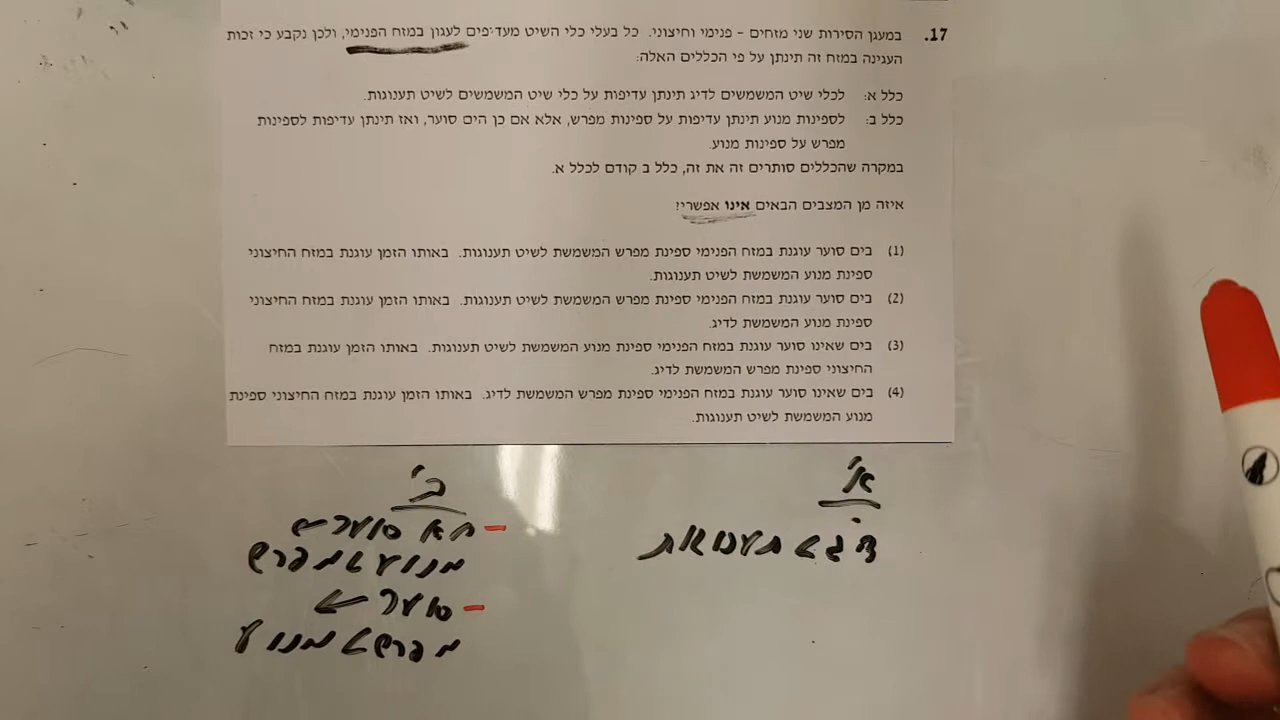 17. במעגן הסירות שני מזחים – פנימי וחיצוני. כל בעלי כלי השיט מעדיפים לעגון במזח הפנימי, ולכן נקבע כי זכות
העגינה במזח זה תינתן על פי הכללים האלה:
כלל א: לכלי שיט המשמשים לדיג תינתן עדיפות על כלי שיט המשמשים לשיט תענוגות.
כלל ב: לספינות מנוע תינתן עדיפות על ספינות מפרש, אלא אם כן הים סוער, ואז תינתן עדיפות לספינות
מפרש על ספינות מנוע.
במקרה שהכללים סותרים זה את זה, כלל ב קודם לכלל א.
איזה מן המצבים הבאים אינו אפשרי?
(1) בים סוער עוגנת במזח הפנימי ספינת מפרש המשמשת לשיט תענוגות. באותו הזמן עוגנת במזח החיצוני
ספינת מנוע המשמשת לשיט תענוגות.
(2) בים סוער עוגנת במזח הפנימי ספינת מפרש המשמשת לשיט תענוגות. באותו הזמן עוגנת במזח החיצוני
ספינת מנוע המשמשת לדיג.
(3) בים שאינו סוער עוגנת במזח הפנימי ספינת מנוע המשמשת לשיט תענוגות. באותו הזמן עוגנת במזח
החיצוני ספינת מפרש המשמשת לדיג.
(4) בים שאינו סוער עוגנת במזח הפנימי ספינת מפרש המשמשת לדיג. באותו הזמן עוגנת במזח החיצוני ספינת
מנוע המשמשת לשיט תענוגות.
א'
דיג > תענוגות
ב'
- לא סוער ←
מנוע > מפרש
- סוער ←
מפרש > מנוע